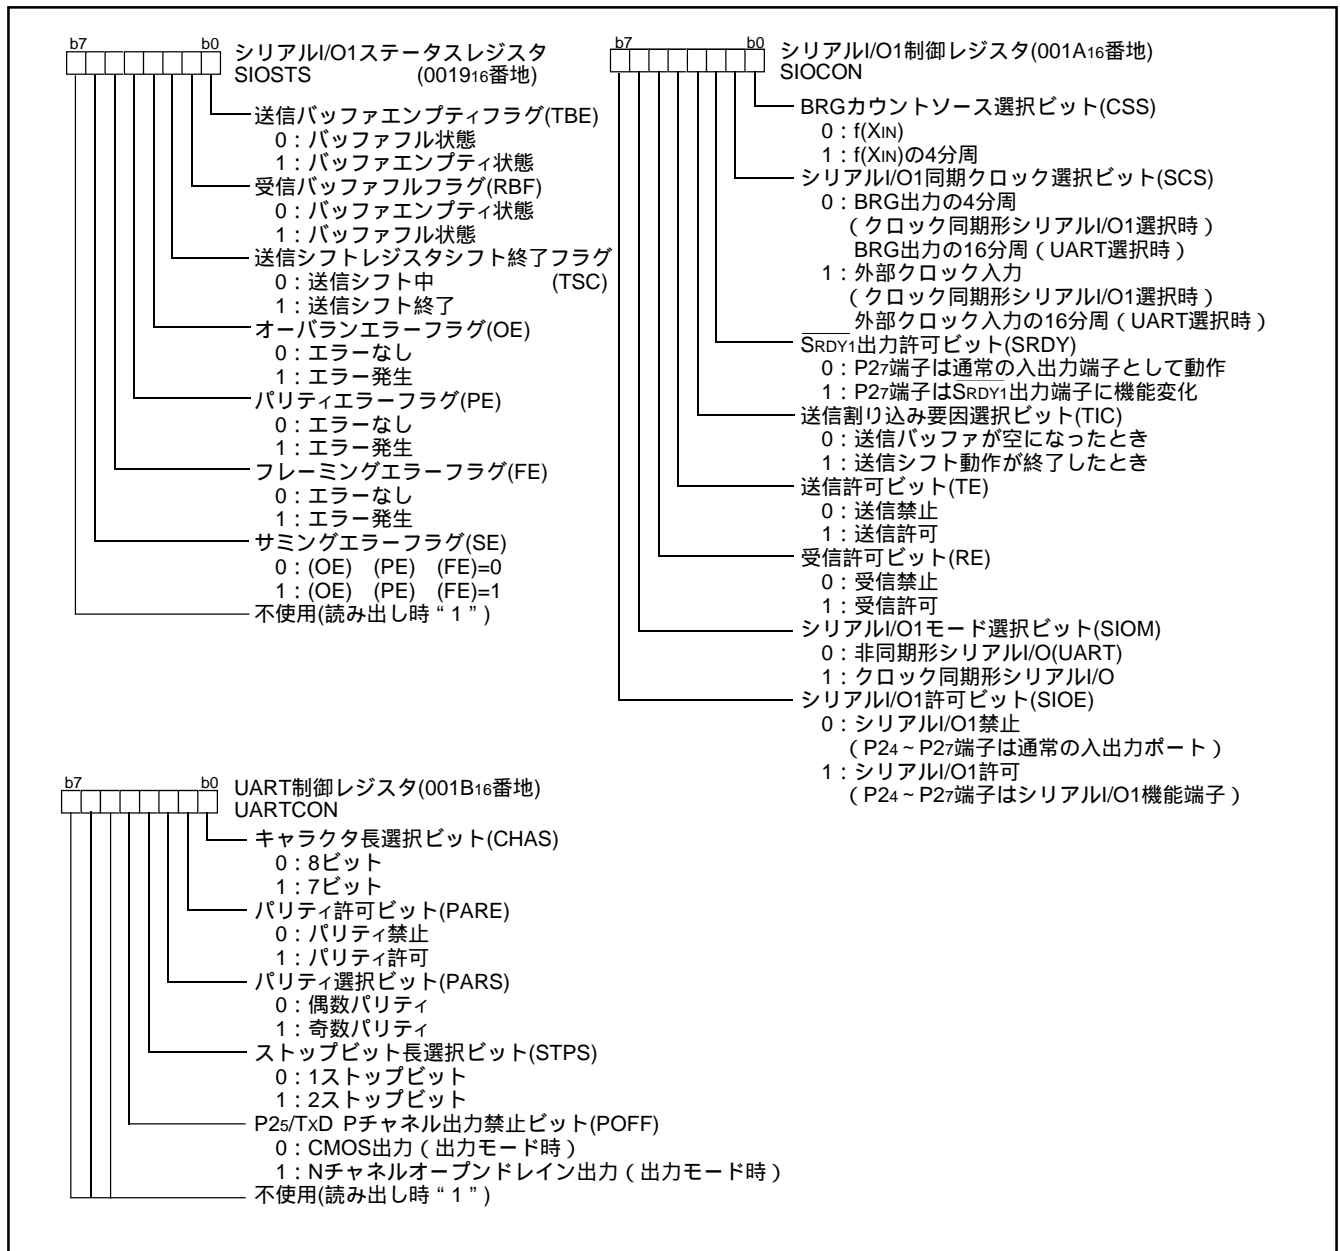 b7 b0 シリアルI/O1ステータスレジスタ
SIOSTS (001916番地)
送信バッファエンプティフラグ(TBE)
0:バッファフル状態
1:バッファエンプティ状態
受信バッファフルフラグ(RBF)
0:バッファエンプティ状態
1:バッファフル状態
送信シフトレジスタシフト終了フラグ
0:送信シフト中 (TSC)
1:送信シフト終了
オーバランエラーフラグ(OE)
0:エラーなし
1:エラー発生
パリティエラーフラグ(PE)
0:エラーなし
1:エラー発生
フレーミングエラーフラグ(FE)
0:エラーなし
1:エラー発生
サミングエラーフラグ(SE)
0:(OE) (PE) (FE)=0
1:(OE) (PE) (FE)=1
不使用(読み出し時“1”)
b7 b0 シリアルI/O1制御レジスタ(001A16番地)
SIOCON
BRGカウントソース選択ビット(CSS)
0:f(XIN)
1:f(XIN)の4分周
シリアルI/O1同期クロック選択ビット(SCS)
0:BRG出力の4分周
(クロック同期形シリアルI/O1選択時)
BRG出力の16分周(UART選択時)
1:外部クロック入力
(クロック同期形シリアルI/O1選択時)
外部クロック入力の16分周(UART選択時)
SRDY1出力許可ビット(SRDY)
0:P27端子は通常の入出力端子として動作
1:P27端子はSRDY1出力端子に機能変化
送信割り込み要因選択ビット(TIC)
0:送信バッファが空になったとき
1:送信シフト動作が終了したとき
送信許可ビット(TE)
0:送信禁止
1:送信許可
受信許可ビット(RE)
0:受信禁止
1:受信許可
シリアルI/O1モード選択ビット(SIOM)
0:非同期形シリアルI/O(UART)
1:クロック同期形シリアルI/O
シリアルI/O1許可ビット(SIOE)
0:シリアルI/O1禁止
(P24~P27端子は通常の入出力ポート)
1:シリアルI/O1許可
(P24~P27端子はシリアルI/O1機能端子)
b7 b0 UART制御レジスタ(001B16番地)
UARTCON
キャラクタ長選択ビット(CHAS)
0:8ビット
1:7ビット
パリティ許可ビット(PARE)
0:パリティ禁止
1:パリティ許可
パリティ選択ビット(PARS)
0:偶数パリティ
1:奇数パリティ
ストップビット長選択ビット(STPS)
0:1ストップビット
1:2ストップビット
P25/TXD Pチャネル出力禁止ビット(POFF)
0:CMOS出力(出力モード時)
1:Nチャネルオープンドレイン出力(出力モード時)
不使用(読み出し時“1”)